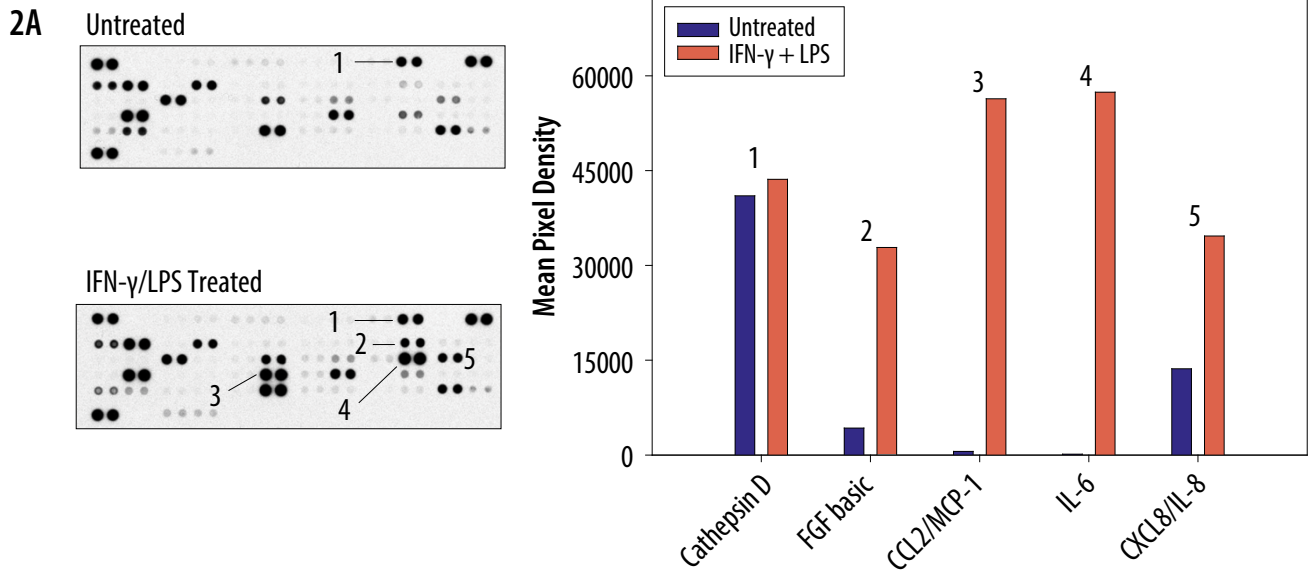 2A
Untreated
1
IFN-γ/LPS Treated
1
2
5
3
4
Untreated
IFN-γ + LPS
Mean Pixel Density
60000
45000
30000
15000
0
1
2
3
4
5
Cathepsin D
FGF basic
CCL2/MCP-1
IL-6
CXCL8/IL-8